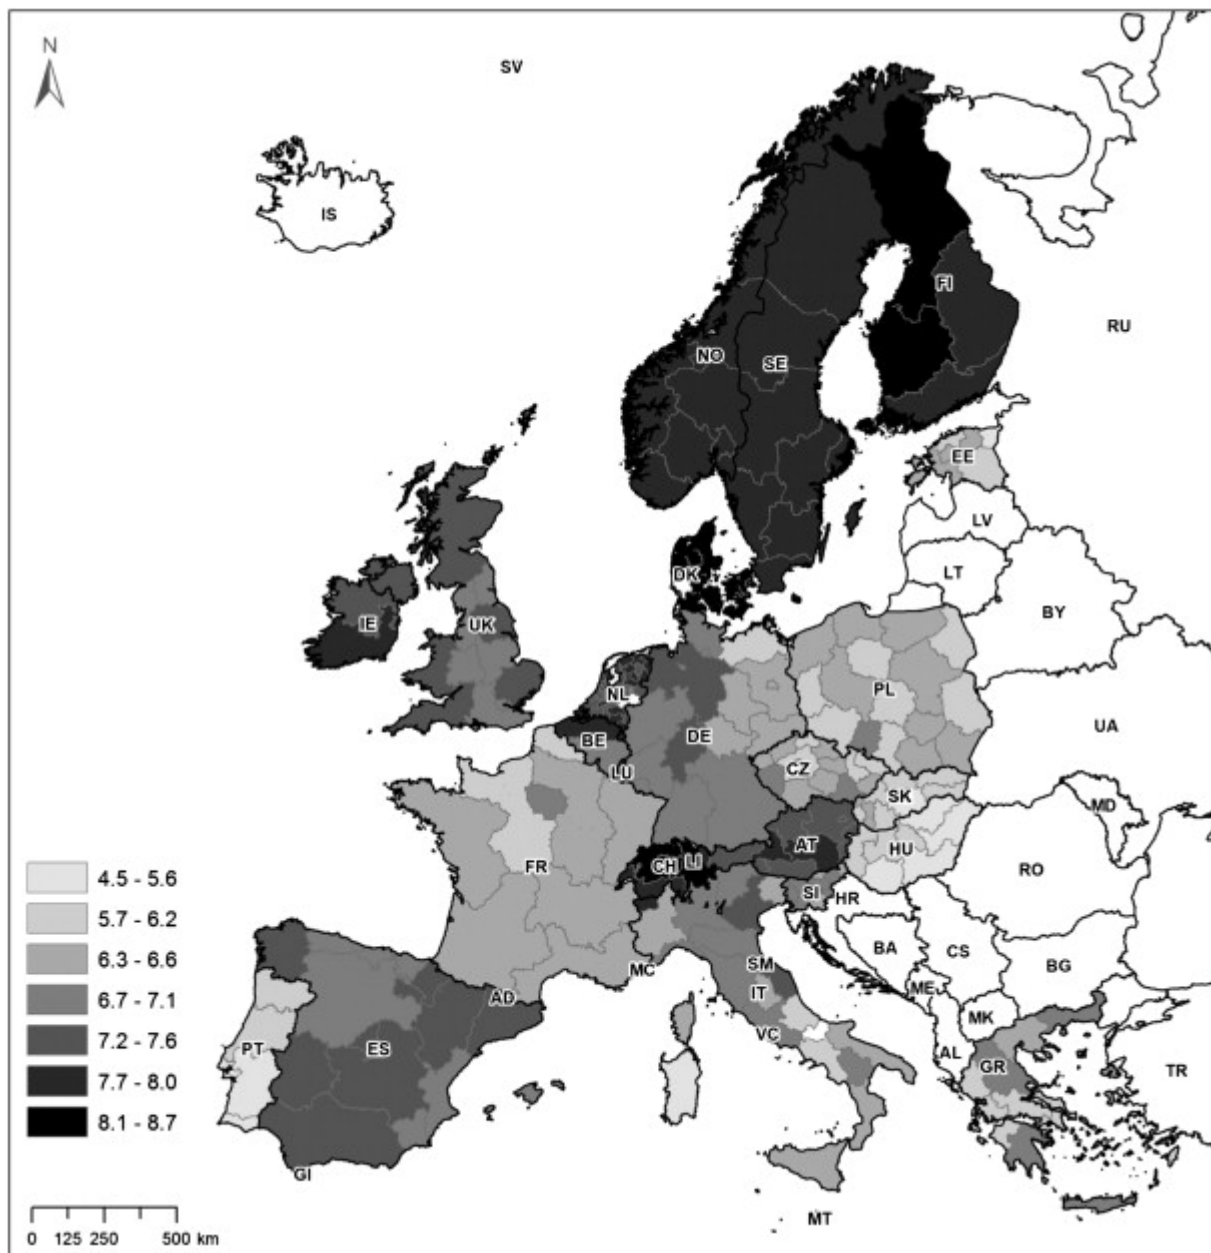 N
SV
IS
RU
FI
NO
SE
EE
LV
LT
DK
BY
IE
UK
PL
NL
DE
BE
UA
LU
CZ
SK
MD
AT
HU
FR
CH
LI
RO
SI
HR
4.5 - 5.6
5.7 - 6.2
6.3 - 6.6
6.7 - 7.1
7.2 - 7.6
7.7 - 8.0
8.1 - 8.7
BA
CS
MC
SM
BG
AD
IT
ME
MK
VC
PT
ES
AL
GR
TR
GI
MT
0 125 250 500 km